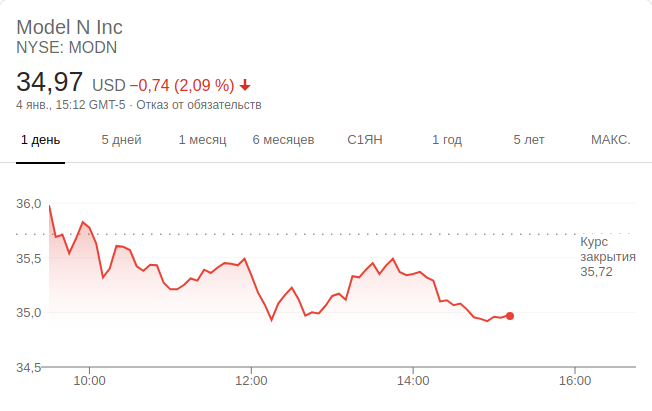 Model N Inc
NYSE: MODN
34,97 USD −0,74 (2,09 %)
4 янв., 15:12 GMT-5 · Отказ от обязательств
1 день 5 дней 1 месяц 6 месяцев С1ЯН 1 год 5 лет МАКС.
36,0
35,5
35,0
34,5
Курс
закрытия
35,72
10:00 12:00 14:00 16:00